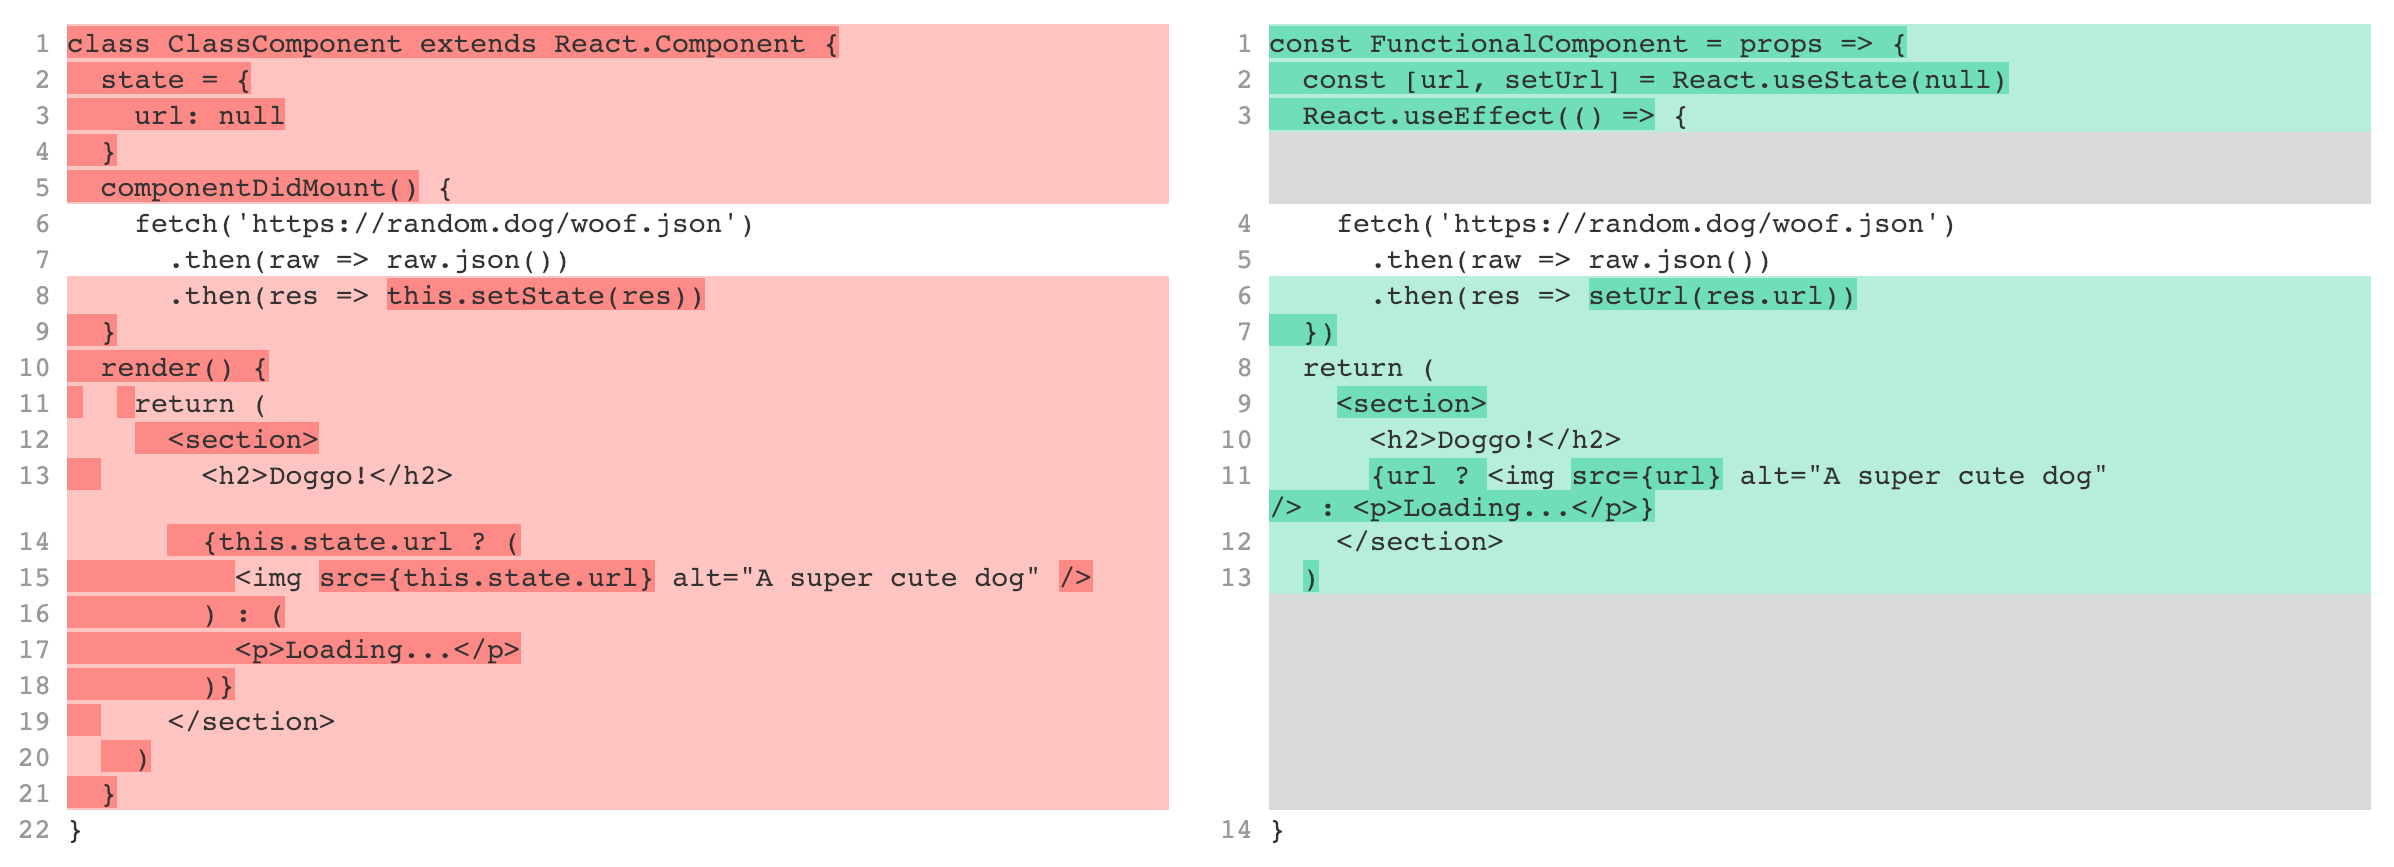 1 class ClassComponent extends React.Component {
2   state = {
3     url: null
4   }
5   componentDidMount() {
6     fetch('https://random.dog/woof.json')
7       .then(raw => raw.json())
8       .then(res => this.setState(res))
9   }
10   render() {
11     return (
12       <section>
13         <h2>Doggo!</h2>
14         {this.state.url ? (
15           <img src={this.state.url} alt="A super cute dog" />
16         ) : (
17           <p>Loading...</p>
18         )}
19       </section>
20     )
21   }
22 }
1 const FunctionalComponent = props => {
2   const [url, setUrl] = React.useState(null)
3   React.useEffect(() => {
4     fetch('https://random.dog/woof.json')
5       .then(raw => raw.json())
6       .then(res => setUrl(res.url))
7   })
8   return (
9     <section>
10       <h2>Doggo!</h2>
11       {url ? <img src={url} alt="A super cute dog"
/> : <p>Loading...</p>}
12     </section>
13   )
14 }